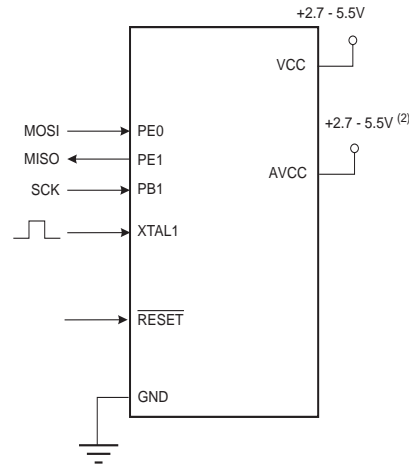 +2.7 - 5.5V
VCC
+2.7 - 5.5V (2)
AVCC
MOSI PE0
MISO PE1
SCK PB1
XTAL1
RESET
GND